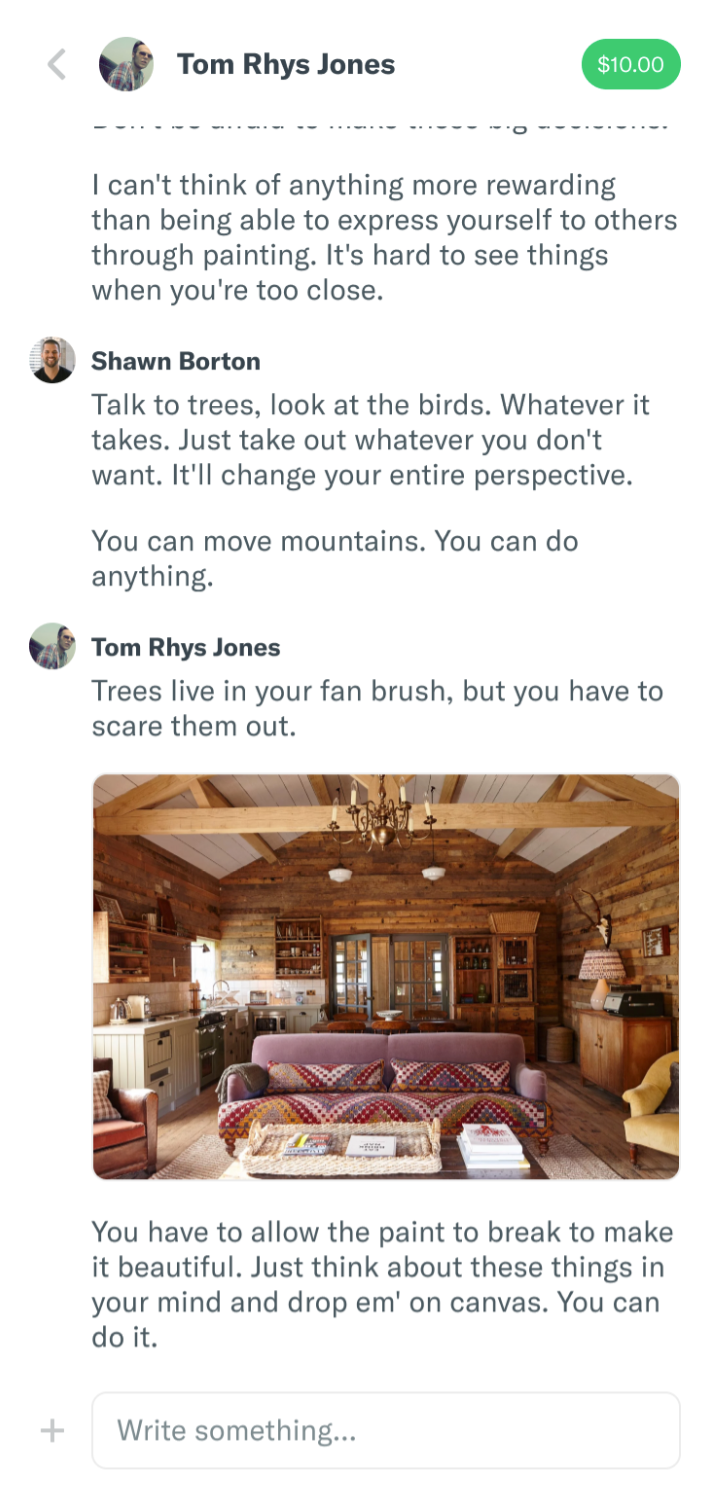 Tom Rhys Jones
$10.00
I can't think of anything more rewarding
than being able to express yourself to others
through painting. It's hard to see things
when you're too close.
Shawn Borton
Talk to trees, look at the birds. Whatever it
takes. Just take out whatever you don't
want. It'll change your entire perspective.
You can move mountains. You can do
anything.
Tom Rhys Jones
Trees live in your fan brush, but you have to
scare them out.
You have to allow the paint to break to make
it beautiful. Just think about these things in
your mind and drop em' on canvas. You can
do it.
Write something...